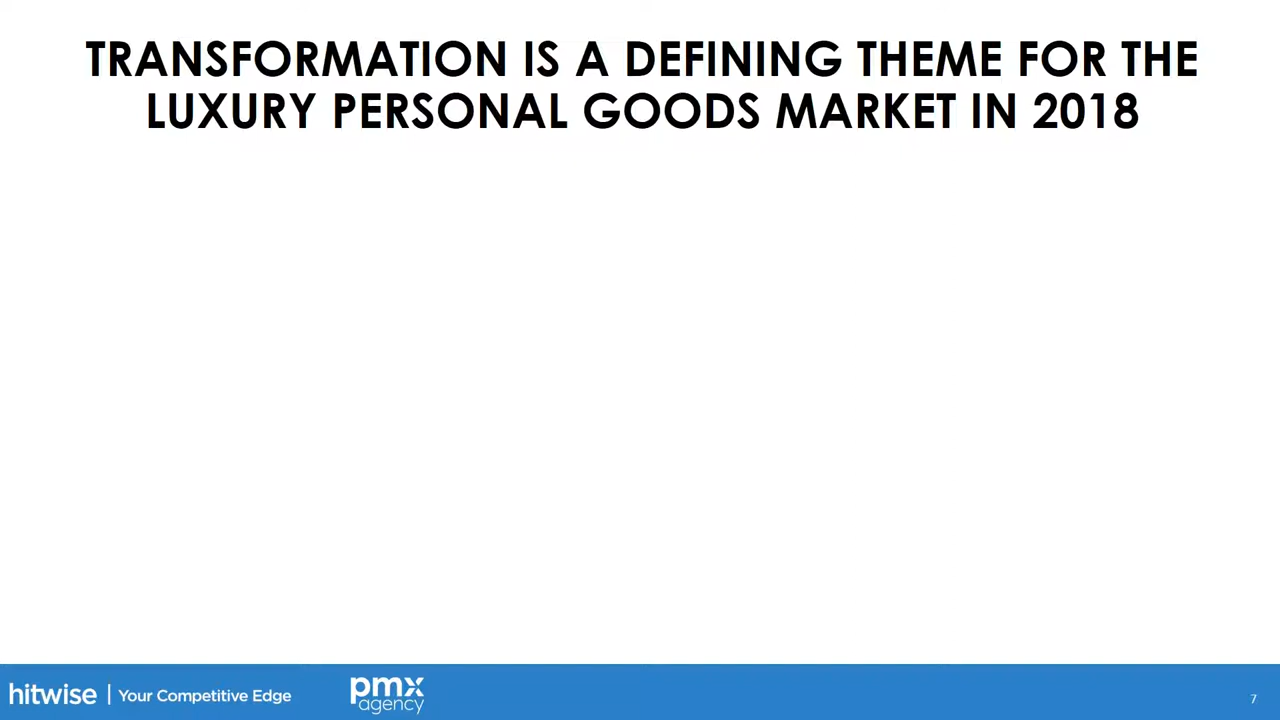 TRANSFORMATION IS A DEFINING THEME FOR THE
LUXURY PERSONAL GOODS MARKET IN 2018
hitwise | Your Competitive Edge
pmx
agency
7